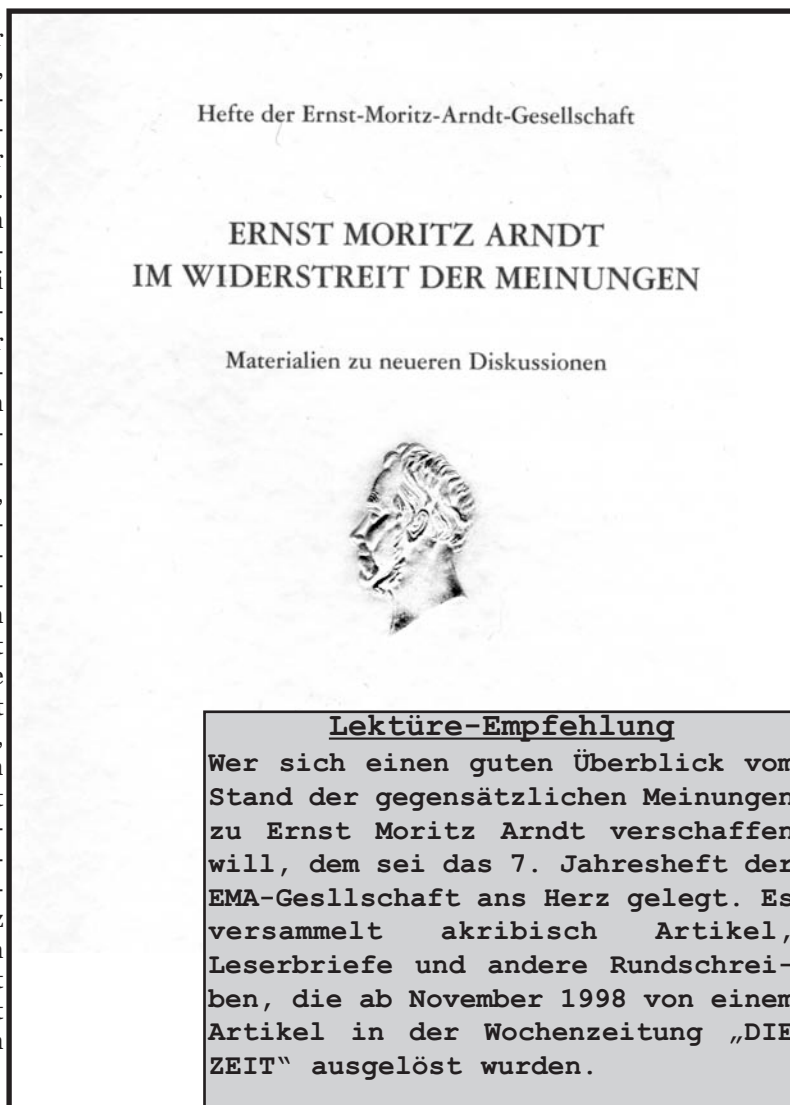 Hefte der Ernst-Moritz-Arndt-Gesellschaft
ERNST MORITZ ARNDT
IM WIDERSTREIT DER MEINUNGEN
Materialien zu neueren Diskussionen
Lektüre-Empfehlung
Wer sich einen guten Überblick vom
Stand der gegensätzlichen Meinungen
zu Ernst Moritz Arndt verschaffen
will, dem sei das 7. Jahresheft der
EMA-Gesllschaft ans Herz gelegt. Es
versammelt akribisch Artikel,
Leserbriefe und andere Rundschrei-
ben, die ab November 1998 von einem
Artikel in der Wochenzeitung „DIE
ZEIT“ ausgelöst wurden.